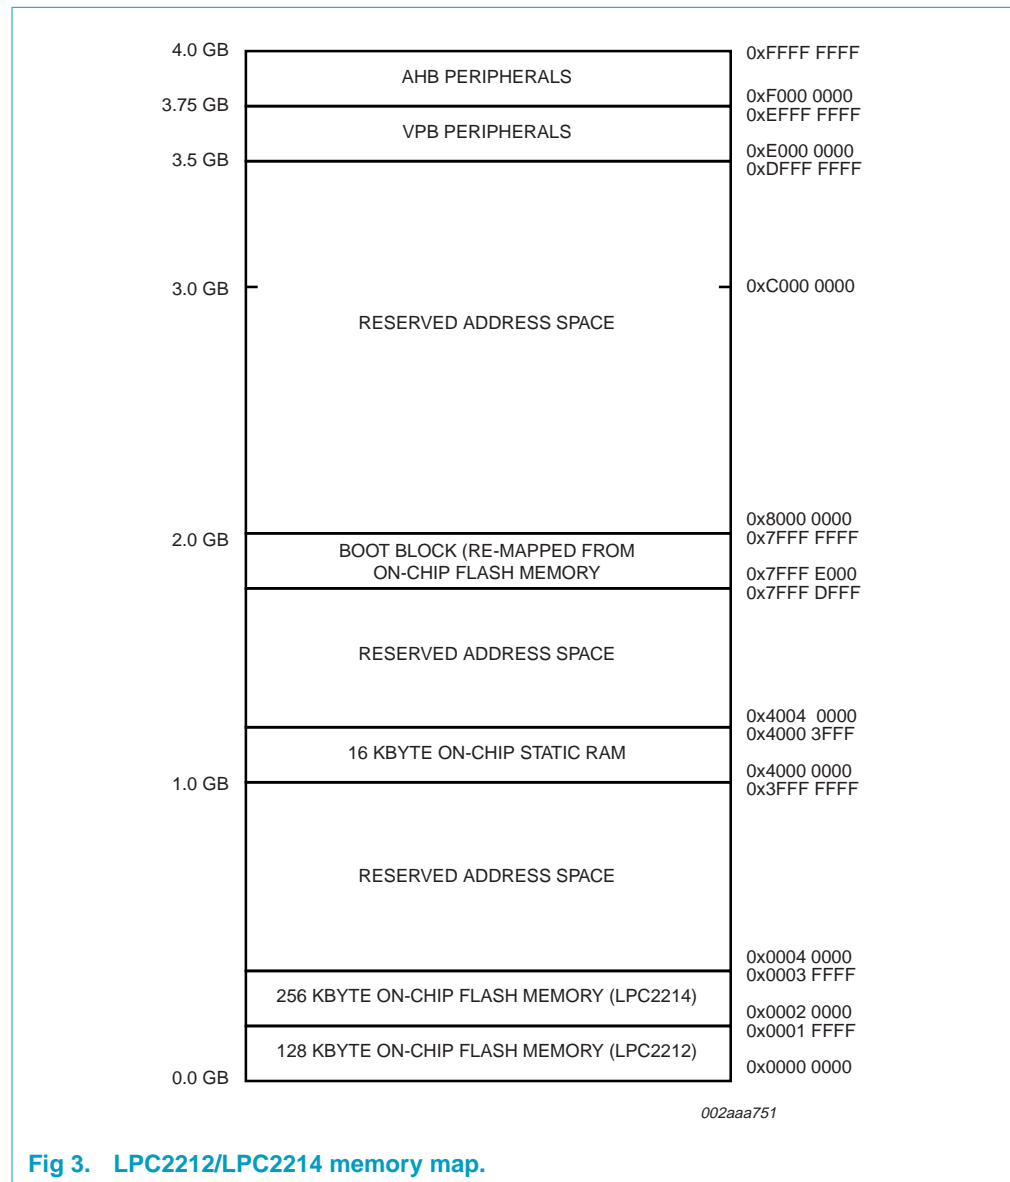 4.0 GB
0xFFFF FFFF
AHB PERIPHERALS
3.75 GB
0xF000 0000
0xEFFF FFFF
VPB PERIPHERALS
3.5 GB
0xE000 0000
0xDFFF FFFF
3.0 GB
0xC000 0000
RESERVED ADDRESS SPACE
2.0 GB
0x8000 0000
0x7FFF FFFF
BOOT BLOCK (RE-MAPPED FROM
ON-CHIP FLASH MEMORY
0x7FFF E000
0x7FFF DFFF
RESERVED ADDRESS SPACE
0x4004  0000
0x4000 3FFF
16 KBYTE ON-CHIP STATIC RAM
1.0 GB
0x4000 0000
0x3FFF FFFF
RESERVED ADDRESS SPACE
0x0004 0000
0x0003 FFFF
256 KBYTE ON-CHIP FLASH MEMORY (LPC2214)
0x0002 0000
0x0001 FFFF
128 KBYTE ON-CHIP FLASH MEMORY (LPC2212)
0x0000 0000
0.0 GB
002aaa751
Fig 3. LPC2212/LPC2214 memory map.